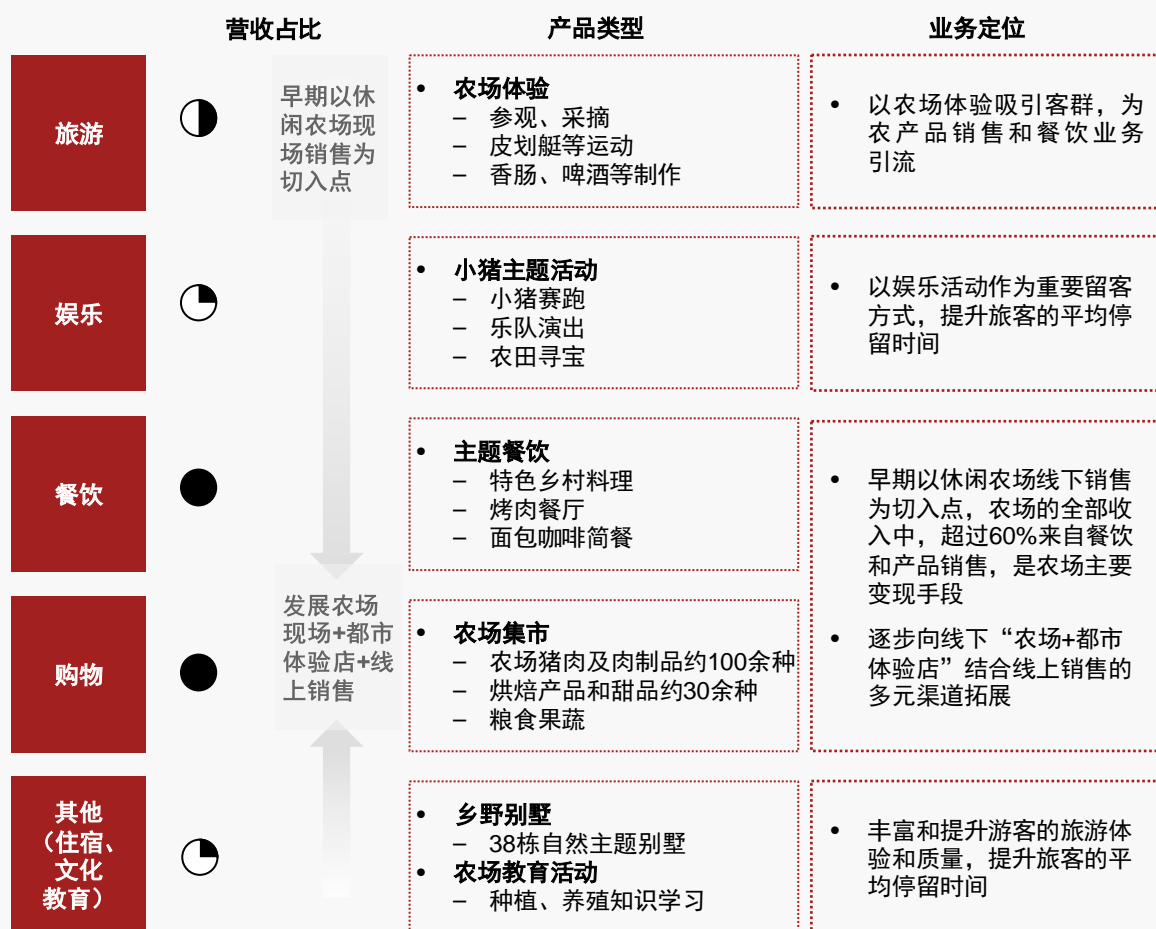 营收占比
产品类型
业务定位
旅游
早期以休
闲农场现
场销售为
切入点
• 农场体验
– 参观、采摘
– 皮划艇等运动
– 香肠、啤酒等制作
• 以农场体验吸引客群，为
农产品销售和餐饮业务
引流
娱乐
• 小猪主题活动
– 小猪赛跑
– 乐队演出
– 农田寻宝
• 以娱乐活动作为重要留客
方式，提升旅客的平均停
留时间
餐饮
• 主题餐饮
– 特色乡村料理
– 烤肉餐厅
– 面包咖啡简餐
• 早期以休闲农场线下销售
为切入点，农场的全部收
入中，超过60%来自餐饮
和产品销售，是农场主要
变现手段
• 逐步向线下“农场+都市
体验店”结合线上销售的
多元渠道拓展
发展农场
现场+都市
体验店+线
上销售
购物
• 农场集市
– 农场猪肉及肉制品约100余种
– 烘焙产品和甜品约30余种
– 粮食果蔬
其他
（住宿、
文化
教育）
• 乡野别墅
– 38栋自然主题别墅
• 农场教育活动
– 种植、养殖知识学习
• 丰富和提升游客的旅游体
验和质量，提升旅客的平
均停留时间